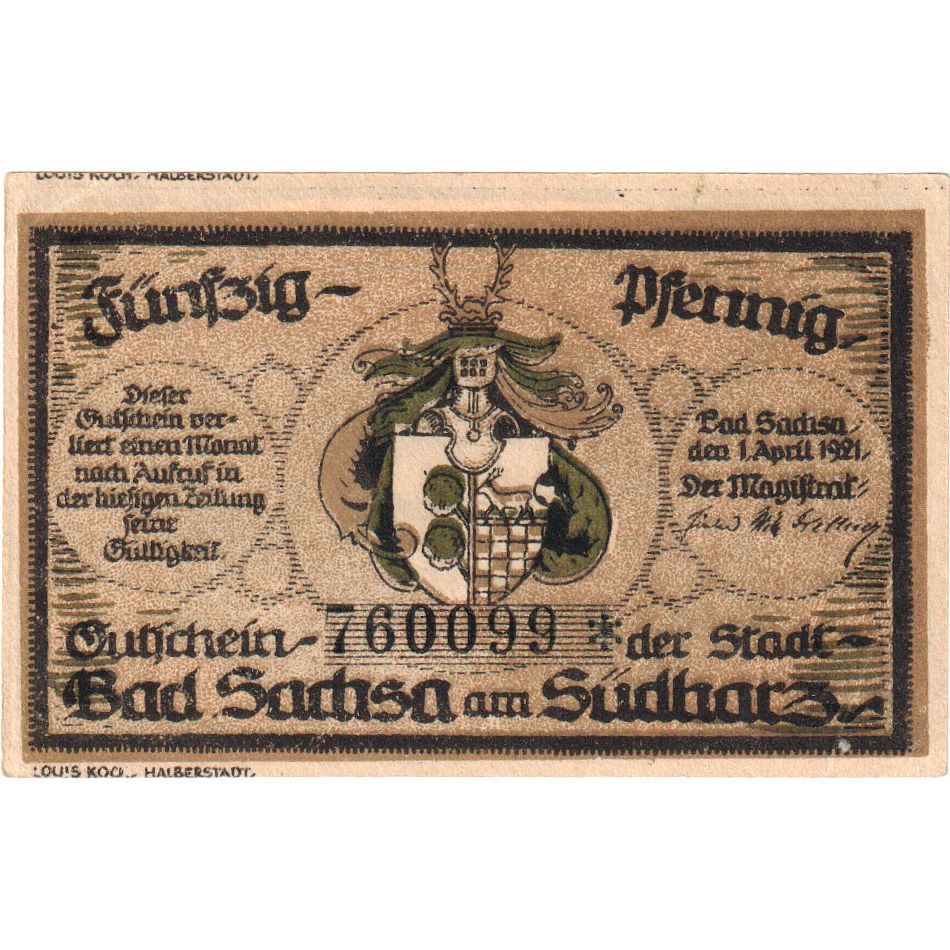 LOUIS KOCH, HALBERSTADT,
Fünfzig- Pfennig,
Dieser
Gutschein ver-
liert einen Monat
nach Aufruf in
der hiesigen Zeitung
seine
Gültigkeit
Bad Sachsa,
den 1. April 1921,
Der Magistrat,
Gutschein- 760099 * der Stadt-
Bad Sachsa am Südharz,
LOUIS KOCH, HALBERSTADT,